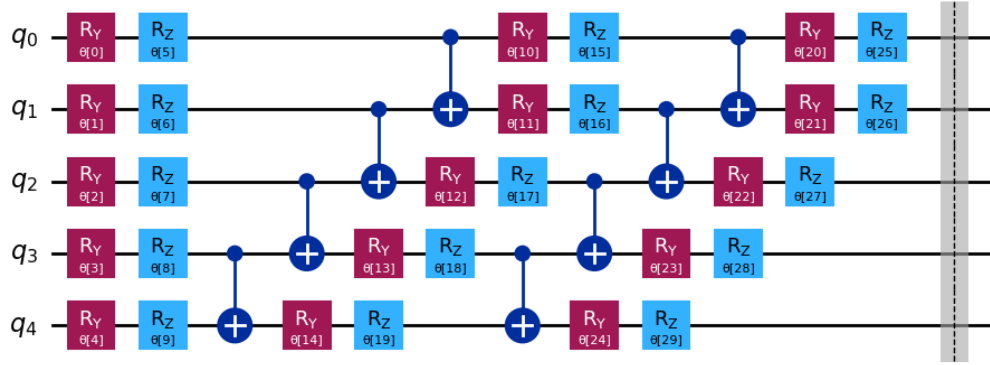 q0 RY θ[0] RZ θ[5] RY θ[10] RZ θ[15] RY θ[20] RZ θ[25]
q1 RY θ[1] RZ θ[6] RY θ[11] RZ θ[16] RY θ[21] RZ θ[26]
q2 RY θ[2] RZ θ[7] RY θ[12] RZ θ[17] RY θ[22] RZ θ[27]
q3 RY θ[3] RZ θ[8] RY θ[13] RZ θ[18] RY θ[23] RZ θ[28]
q4 RY θ[4] RZ θ[9] RY θ[14] RZ θ[19] RY θ[24] RZ θ[29]